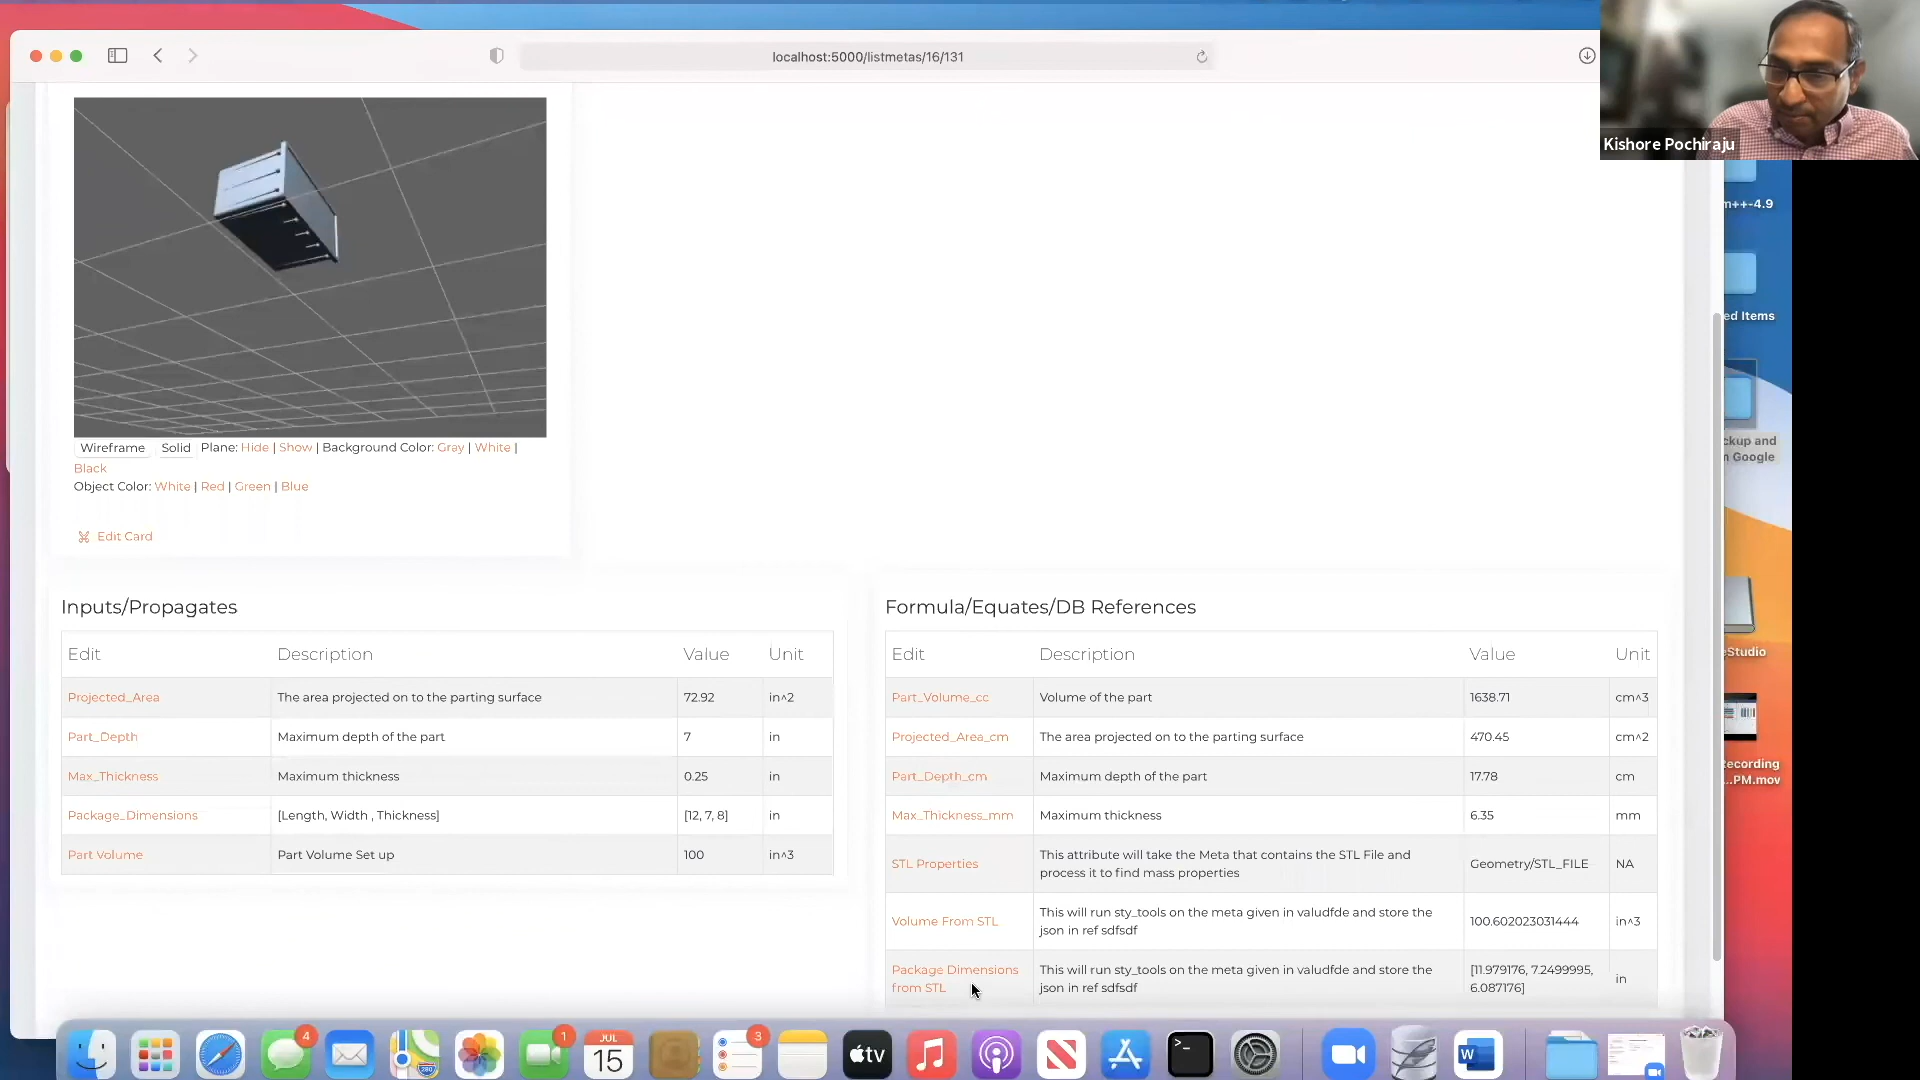 localhost:5000/listmetas/16/131
Kishore Pochiraju
m++-4.9
ed Items
ckup and
n Google
eStudio
Recording
...PM.mov
Wireframe Solid Plane: Hide | Show | Background Color: Gray | White |
Black
Object Color: White | Red | Green | Blue
Edit Card
Inputs/Propagates
Edit Description Value Unit
Projected_Area The area projected on to the parting surface 72.92 in^2
Part_Depth Maximum depth of the part 7 in
Max_Thickness Maximum thickness 0.25 in
Package_Dimensions [Length, Width , Thickness] [12, 7, 8] in
Part Volume Part Volume Set up 100 in^3
Formula/Equates/DB References
Edit Description Value Unit
Part_Volume_cc Volume of the part 1638.71 cm^3
Projected_Area_cm The area projected on to the parting surface 470.45 cm^2
Part_Depth_cm Maximum depth of the part 17.78 cm
Max_Thickness_mm Maximum thickness 6.35 mm
STL Properties This attribute will take the Meta that contains the STL File and
process it to find mass properties Geometry/STL_FILE NA
Volume From STL This will run sty_tools on the meta given in valudfde and store the
json in ref sdfsdf 100.602023031444 in^3
Package Dimensions This will run sty_tools on the meta given in valudfde and store the [11.979176, 7.2499995, in
from STL json in ref sdfsdf 6.087176]
4
1
JUL
15
3
tv
>_
W
280